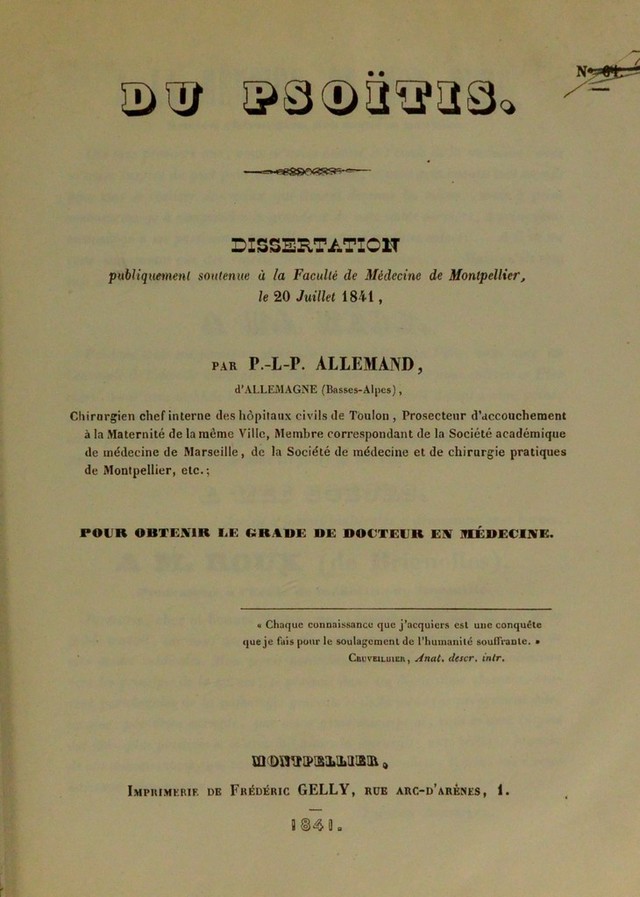 DU PSOÏTIS.
DISSERTATION
publiquement soutenue à la Faculté de Médecine de Montpellier,
le 20 Juillet 1841 ,
PAR P.-L-P. ALLEMAND,
d'ALLEMAGNE (Basses-Alpes) ,
Chirurgien chef interne des hôpitaux civils de Toulon , Prosecteur d'accouchement
à la Maternité de la même Ville, Membre correspondant de la Société académique
de médecine de Marseille , de la Société de médecine et de chirurgie pratiques
de Montpellier, etc. ;
POUR OBTENIR LE GRADE DE DOCTEUR EN MÉDECINE.
« Chaque connaissance que j'acquiers est une conquête
que je fais pour le soulagement de l'humanité souffrante. »
CRUVEILHIER , Anat. descr. intr.
MONTPELLIER,
IMPRIMERIE DE FRÉDÉRIC GELLY, RUE ARC-D'ARÈNES, 1.
1841.